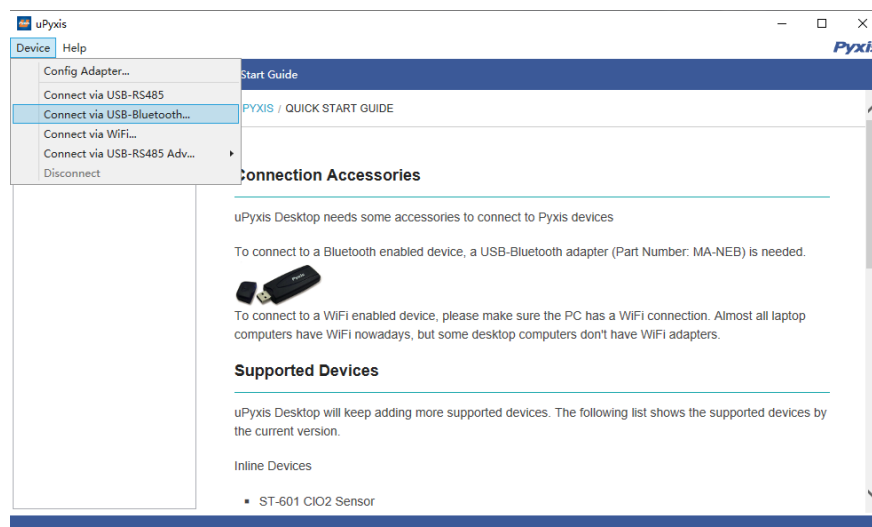 uPyxis
Device Help
Pyxis
Config Adapter...
Connect via USB-RS485
Connect via USB-Bluetooth...
Connect via WiFi...
Connect via USB-RS485 Adv...
Disconnect
Start Guide
PYXIS / QUICK START GUIDE
Connection Accessories
uPyxis Desktop needs some accessories to connect to Pyxis devices
To connect to a Bluetooth enabled device, a USB-Bluetooth adapter (Part Number: MA-NEB) is needed.
Pyxis
To connect to a WiFi enabled device, please make sure the PC has a WiFi connection. Almost all laptop
computers have WiFi nowadays, but some desktop computers don't have WiFi adapters.
Supported Devices
uPyxis Desktop will keep adding more supported devices. The following list shows the supported devices by
the current version.
Inline Devices
▪ ST-601 ClO2 Sensor